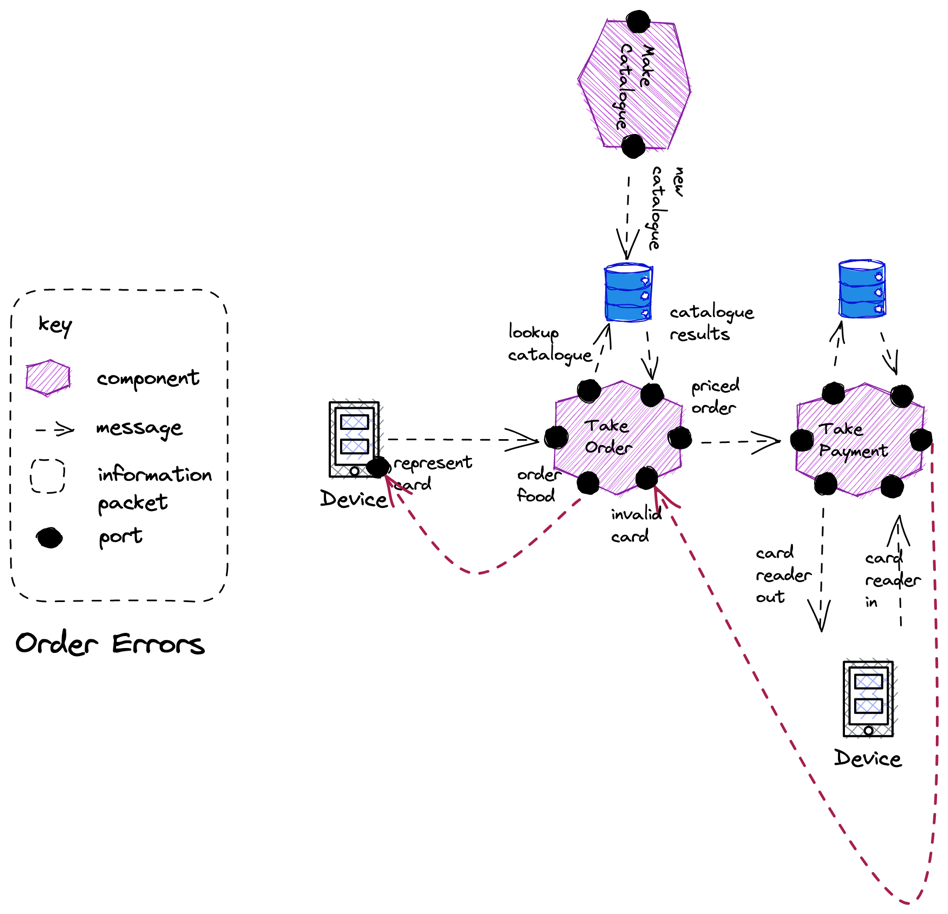 Make
Catalogue
new
catalogue
lookup
catalogue
catalogue
results
priced
order
Take
Order
Take
Payment
represent
card
Device
order
food
invalid
card
card
reader
out
card
reader
in
Device
key
component
message
information
packet
port
Order Errors